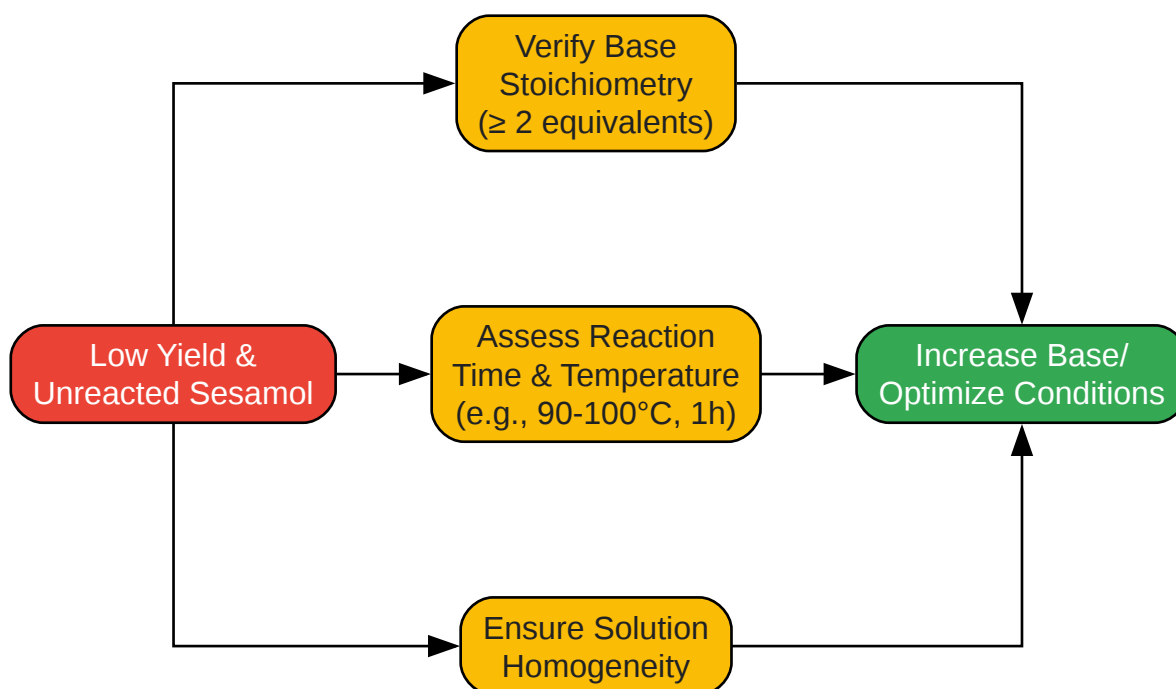 Verify Base
Stoichiometry
(≥ 2 equivalents)
Low Yield &
Unreacted Sesamol
Assess Reaction
Time & Temperature
(e.g., 90-100°C, 1h)
Increase Base/
Optimize Conditions
Ensure Solution
Homogeneity